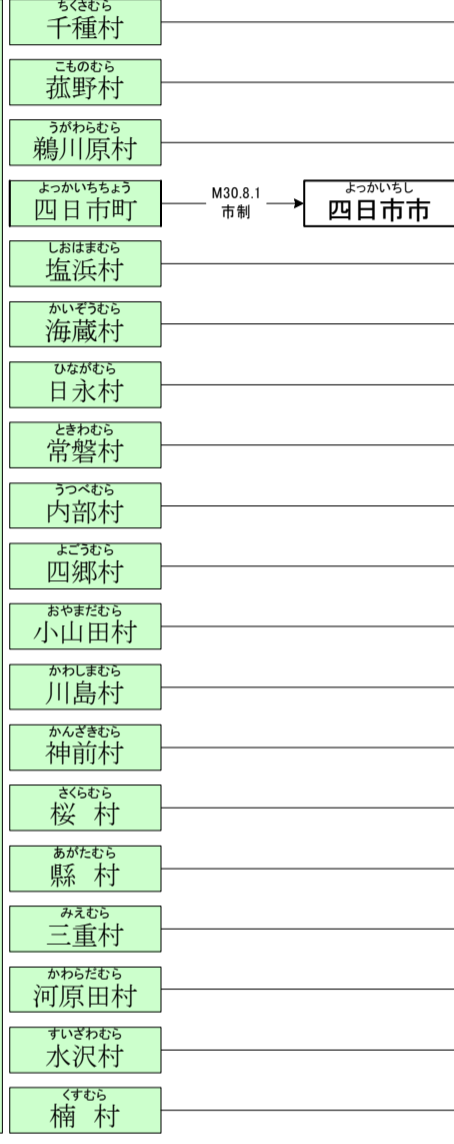 ちくさむら
千種村
こものむら
菰野村
うがわらむら
鵜川原村
よっかいちちょう
四日市町
M30.8.1
市制
よっかいちし
四日市市
しおはまむら
塩浜村
かいぞうむら
海蔵村
ひながむら
日永村
ときわむら
常磐村
うつべむら
内部村
よごうむら
四郷村
おやまだむら
小山田村
かわしまむら
川島村
かんざきむら
神前村
さくらむら
桜 村
あがたむら
縣 村
みえむら
三重村
かわらだむら
河原田村
すいざわむら
水沢村
くすむら
楠 村